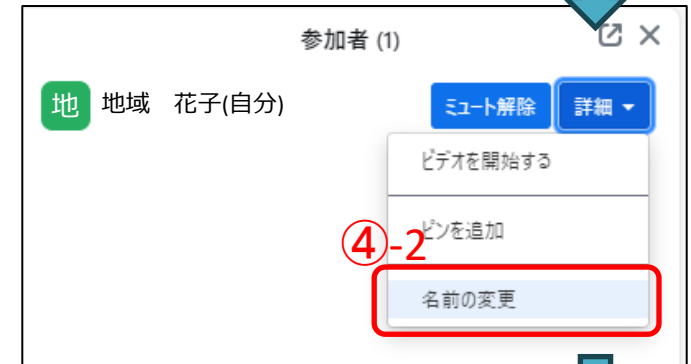 参加者 (1)
地 地域　花子(自分) ミュート解除 詳細
ビデオを開始する
ピンを追加
④-2
名前の変更